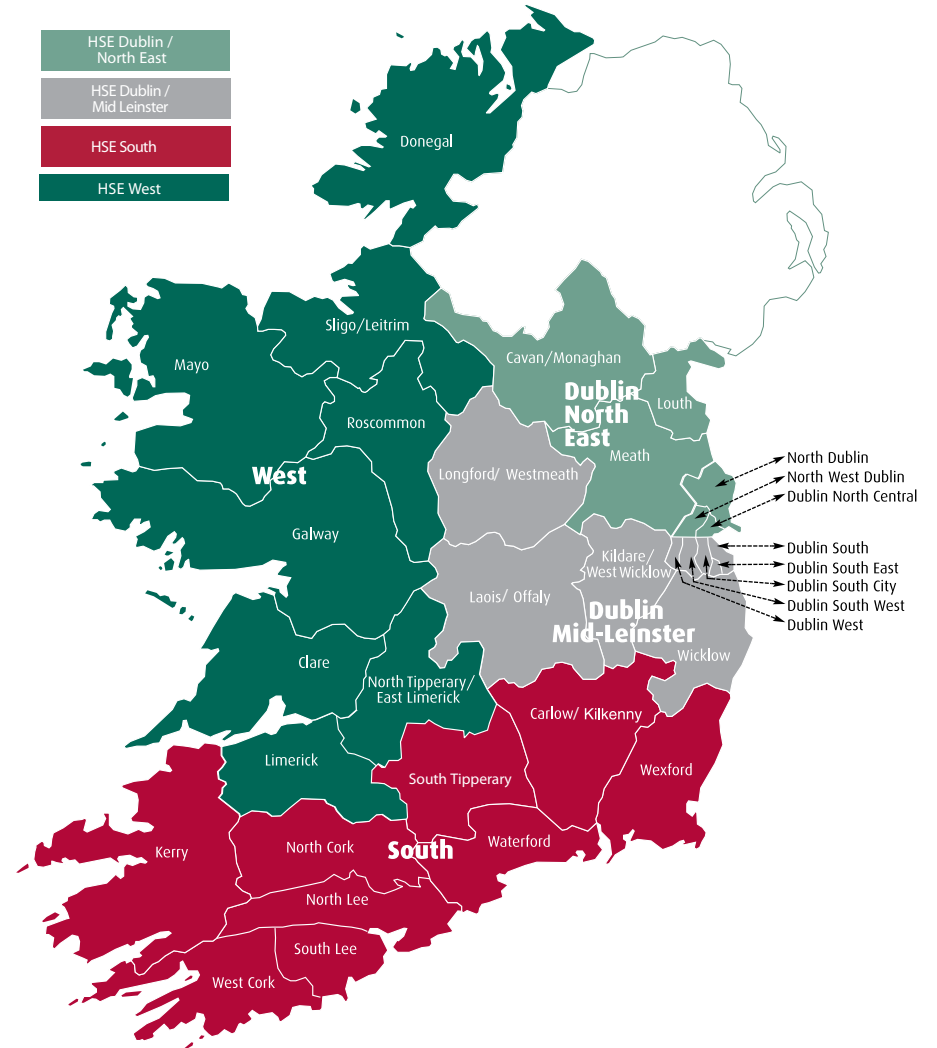 HSE Dublin /
North East
HSE Dublin /
Mid Leinster
HSE South
HSE West
Donegal
Sligo/Leitrim
Mayo
Cavan/Monaghan
Dublin
North
East
Louth
Roscommon
Meath
West
Longford/ Westmeath
North Dublin
North West Dublin
Dublin North Central
Galway
Dublin South
Dublin South East
Dublin South City
Dublin South West
Dublin West
Kildare/
West Wicklow
Laois/ Offaly
Dublin
Mid-Leinster
Wicklow
Clare
North Tipperary/
East Limerick
Carlow/ Kilkenny
Limerick
South Tipperary
Wexford
Kerry
North Cork
South
Waterford
North Lee
South Lee
West Cork